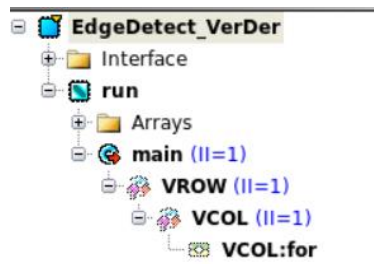 EdgeDetect_VerDer
Interface
run
Arrays
main (II=1)
VROW (II=1)
VCOL (II=1)
VCOL:for